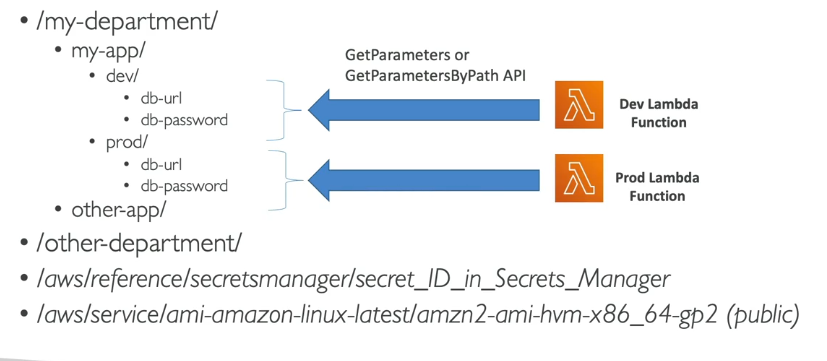 • /my-department/
• my-app/
• dev/
• db-url
• db-password
• prod/
• db-url
• db-password
• other-app/
• /other-department/
• /aws/reference/secretsmanager/secret_ID_in_Secrets_Manager
• /aws/service/ami-amazon-linux-latest/amzn2-ami-hvm-x86_64-gp2 (public)
GetParameters or
GetParametersByPath API
Dev Lambda
Function
Prod Lambda
Function